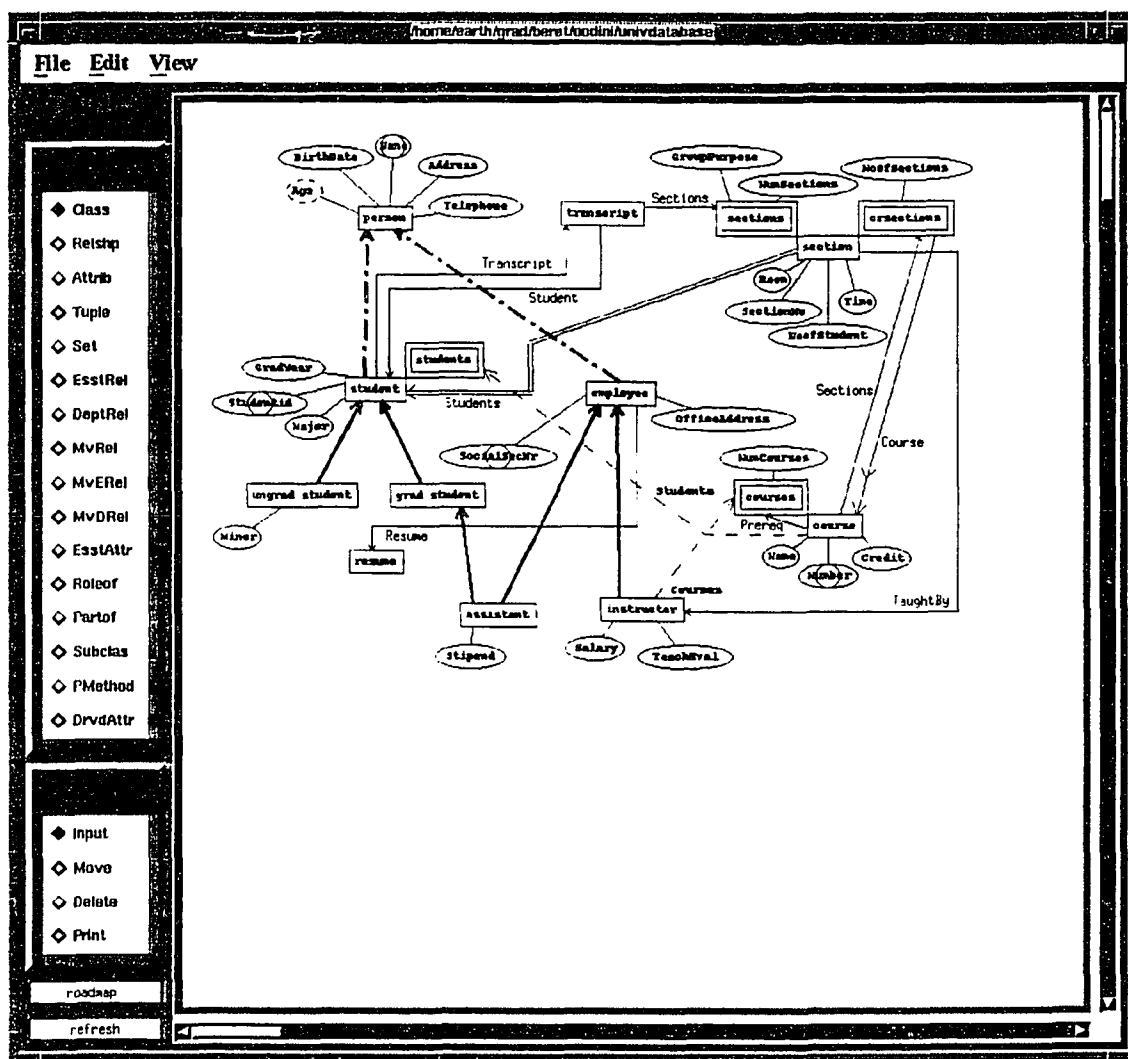 /home/earth/grad/beret/oodini/univdatabase
File Edit View
Class
Relshp
Attrib
Tuple
Set
EsstRel
DeptRel
MvRel
MvERel
MvDRel
EsstAttr
Roleof
Partof
Subclas
PMethod
DrvdAttr
Input
Move
Delete
Print
roadmap
refresh
BirthDate
Name
Address
Age
Telephone
person
transcript
Sections
GroupPurpose
NumSections
NoofSections
sections
crsections
section
Room
Time
SectionNo
NoofStudent
Transcript
Student
students
GradYear
student
StudentId
Major
Students
employee
OfficeAddress
SocialSecNr
Sections
Course
NumCourses
courses
Students
Prereq
course
Name
Number
Credit
ungrad student
grad student
Minor
Resume
resume
Courses
TaughtBy
assistant
instructor
Stipend
Salary
TeachEval